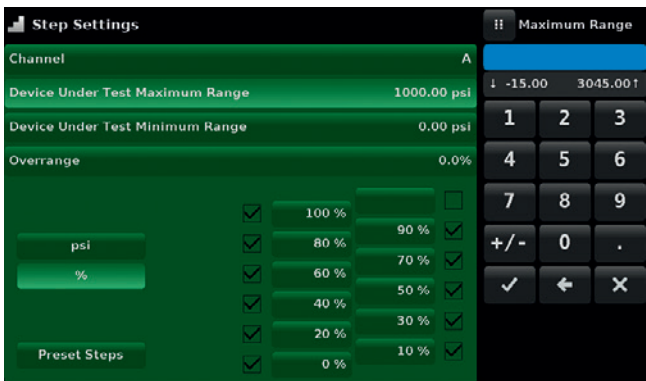 Step Settings
Channel A
Device Under Test Maximum Range 1000.00 psi
Device Under Test Minimum Range 0.00 psi
Overrange 0.0%
100 %
90 %
psi 80 %
70 %
% 60 %
50 %
40 %
30 %
20 %
Preset Steps 10 %
0 %
Maximum Range
↓ -15.00 3045.00↑
1 2 3
4 5 6
7 8 9
+/- 0 .